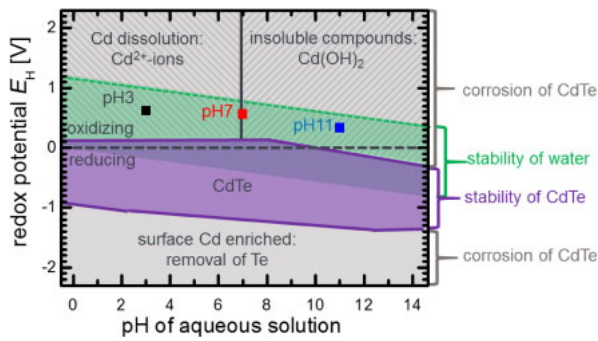 redox potential E_H [V]
2
1
0
-1
-2
Cd dissolution:
Cd²⁺-ions
insoluble compounds:
Cd(OH)₂
pH3
pH7
pH11
oxidizing
reducing
CdTe
surface Cd enriched:
removal of Te
0 2 4 6 8 10 12 14
pH of aqueous solution
corrosion of CdTe
stability of water
stability of CdTe
corrosion of CdTe